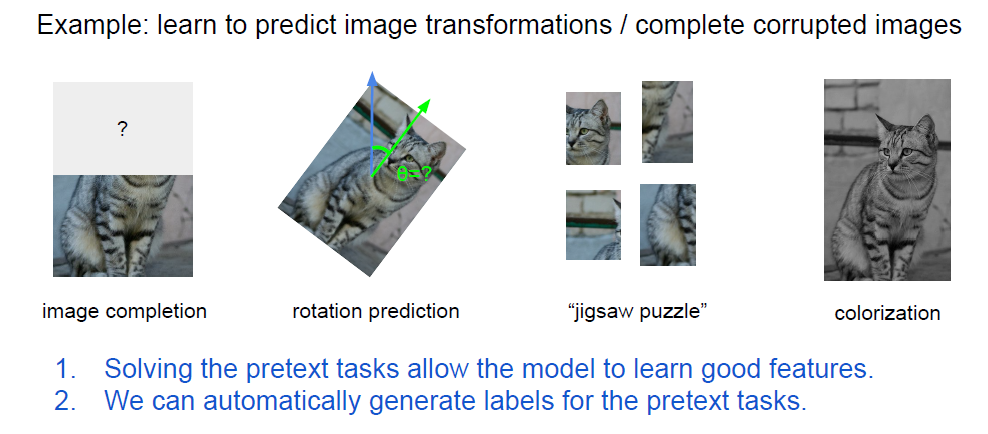 Example: learn to predict image transformations / complete corrupted images
?
θ=?
image completion
rotation prediction
“jigsaw puzzle”
colorization
1. Solving the pretext tasks allow the model to learn good features.
2. We can automatically generate labels for the pretext tasks.